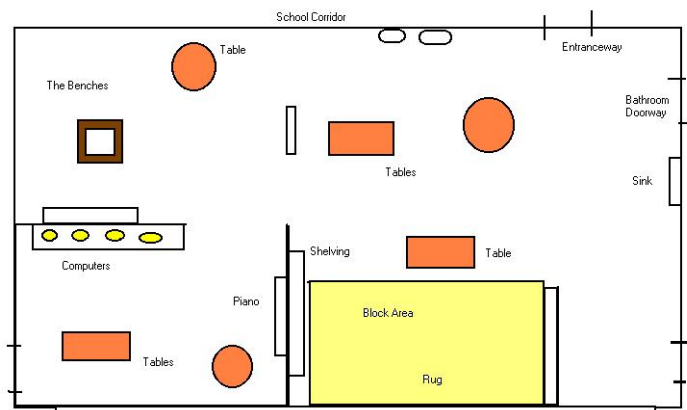 School Corridor
Table
Entranceway
The Benches
Bathroom
Doorway
Tables
Sink
Shelving
Table
Computers
Piano
Block Area
Tables
Rug